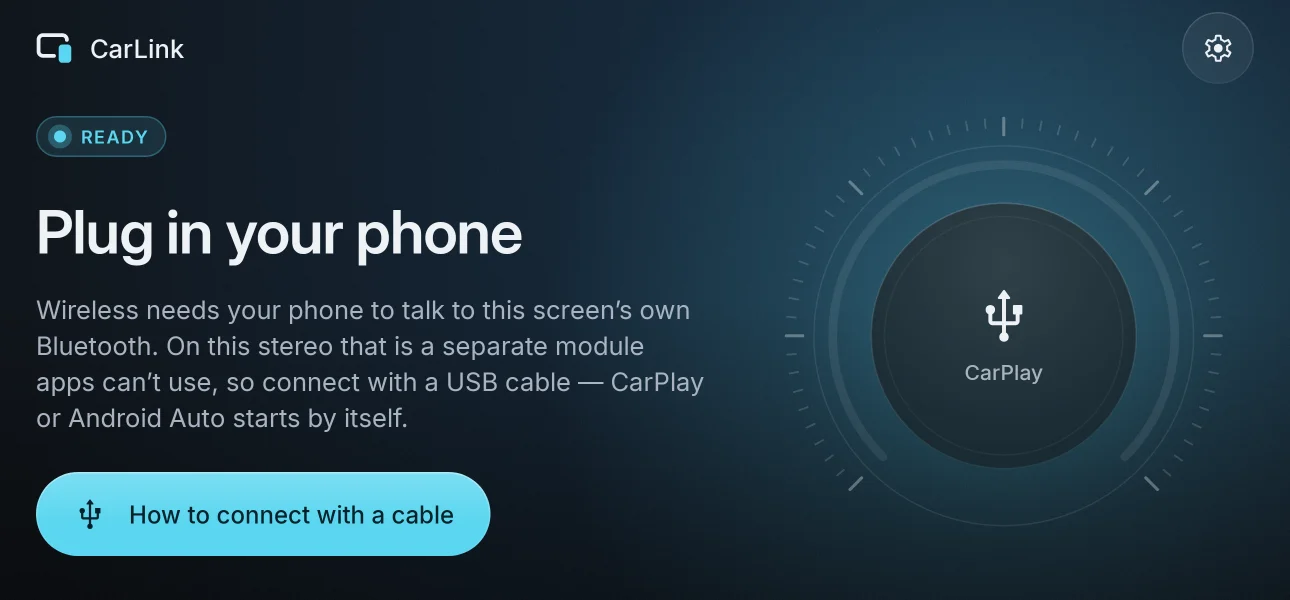 CarLink
READY
Plug in your phone
Wireless needs your phone to talk to this screen’s own
Bluetooth. On this stereo that is a separate module
apps can’t use, so connect with a USB cable — CarPlay
or Android Auto starts by itself.
How to connect with a cable
CarPlay